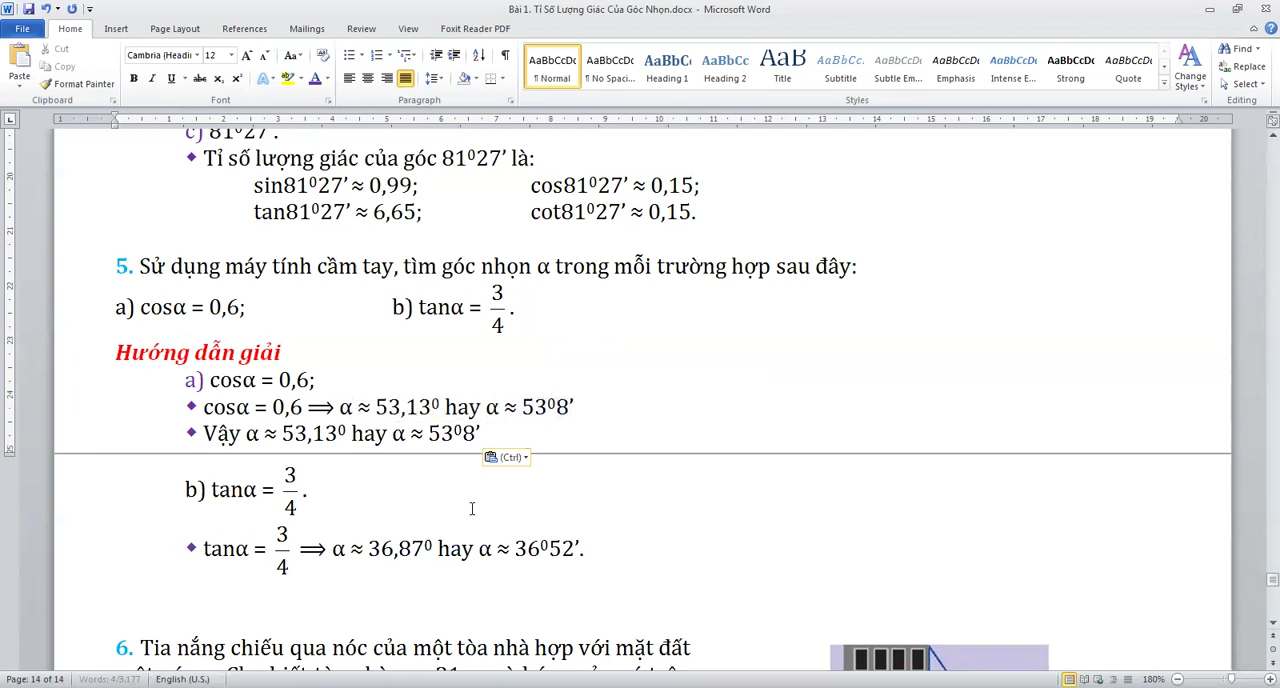 Bài 1. Tỉ Số Lượng Giác Của Góc Nhọn.docx - Microsoft Word
File Home Insert Page Layout References Mailings Review View Foxit Reader PDF
Paste
Cut
Copy
Format Painter
Clipboard
Cambria (Headin 12
Font
Paragraph
AaBbCcDc AaBbCcDc AaBbCc AaBbCc AaB AaBbCc. AaBbCcDc AaBbCcDc AaBbCcDc AaBbCcDc AaBbCcDc
¶ Normal ¶ No Spaci... Heading 1 Heading 2 Title Subtitle Subtle Em... Emphasis Intense E... Strong Quote
Styles
Change Styles
Find
Replace
Select
Editing
c) 81⁰27’.
Tỉ số lượng giác của góc 81⁰27’ là:
sin81⁰27’ ≈ 0,99; cos81⁰27’ ≈ 0,15;
tan81⁰27’ ≈ 6,65; cot81⁰27’ ≈ 0,15.
5. Sử dụng máy tính cầm tay, tìm góc nhọn α trong mỗi trường hợp sau đây:
a) cosα = 0,6; b) tanα = 3/4.
Hướng dẫn giải
a) cosα = 0,6;
cosα = 0,6 ⟹ α ≈ 53,13⁰ hay α ≈ 53⁰8’
Vậy α ≈ 53,13⁰ hay α ≈ 53⁰8’
(Ctrl)
b) tanα = 3/4.
tanα = 3/4 ⟹ α ≈ 36,87⁰ hay α ≈ 36⁰52’.
6. Tia nắng chiếu qua nóc của một tòa nhà hợp với mặt đất
Page: 14 of 14 Words: 4/3.177 English (U.S.) 180%